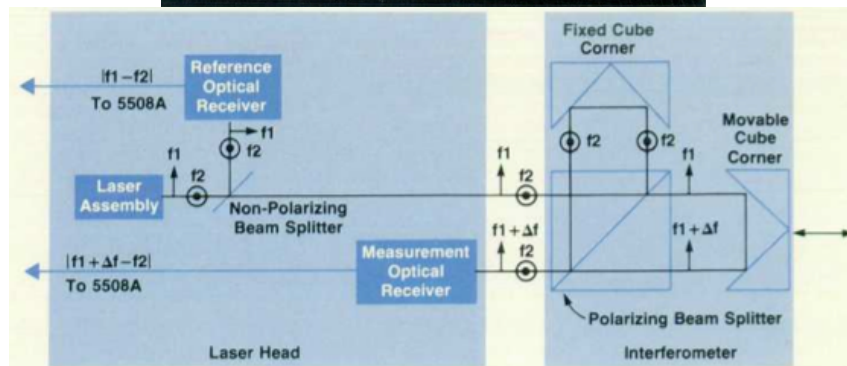 Fixed Cube
Corner
|f1−f2|
To 5508A
Reference
Optical
Receiver
f1
f2
f2
f2
Movable
Cube
Corner
f1
f2
f1
f2
f1
Laser
Assembly
Non-Polarizing
Beam Splitter
f1+Δf
f2
f1+Δf
|f1+Δf−f2|
To 5508A
Measurement
Optical
Receiver
Polarizing Beam Splitter
Laser Head
Interferometer